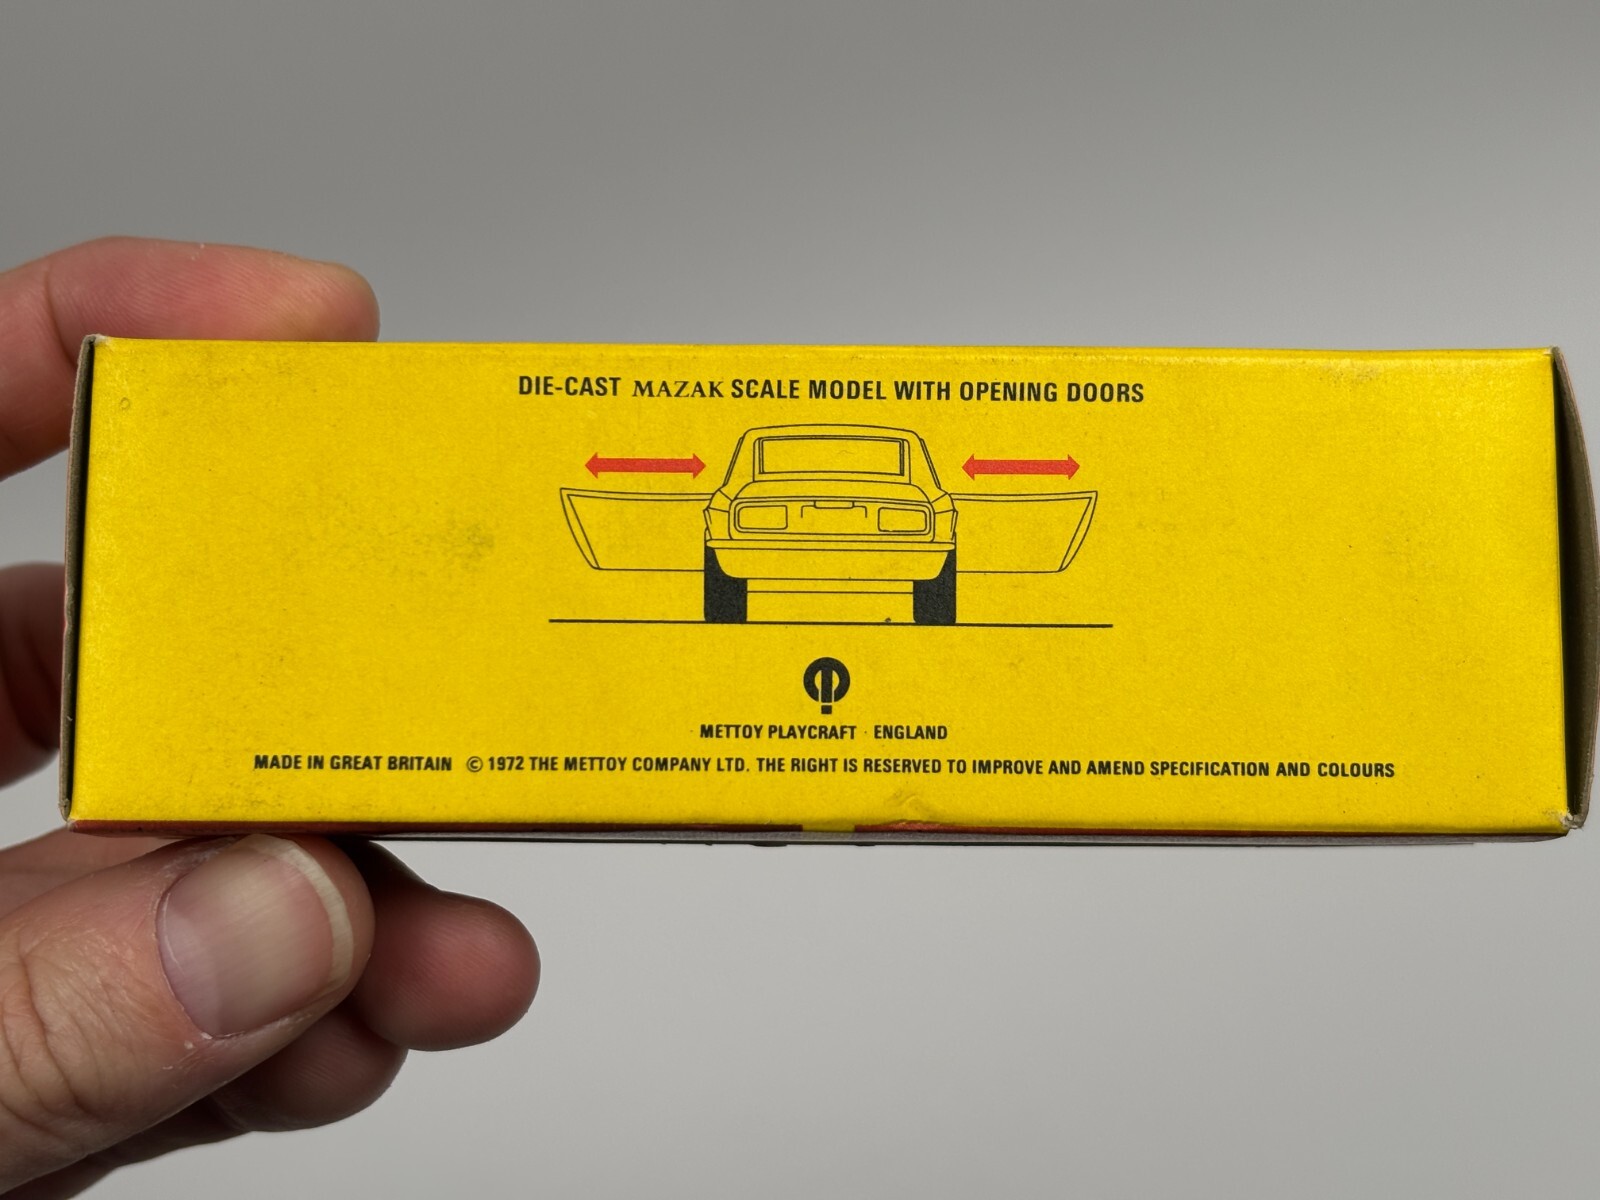 DIE-CAST MAZAK SCALE MODEL WITH OPENING DOORS
METTOY PLAYCRAFT · ENGLAND
MADE IN GREAT BRITAIN © 1972 THE METTOY COMPANY LTD. THE RIGHT IS RESERVED TO IMPROVE AND AMEND SPECIFICATION AND COLOURS